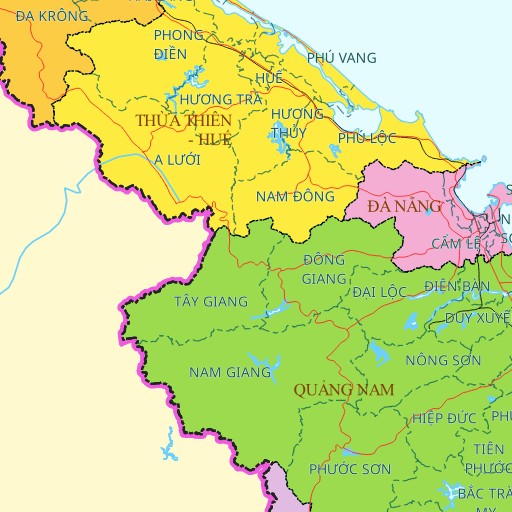 ĐA KRÔNG
PHONG
ĐIỀN
PHÚ VANG
HUẾ
HƯƠNG TRÀ
THỪA THIÊN
- HUẾ
HƯƠNG
THỦY
PHÚ LỘC
A LƯỚI
NAM ĐÔNG
ĐÀ NẴNG
CẨM LỆ
ĐÔNG
GIANG
TÂY GIANG
ĐẠI LỘC
ĐIỆN BÀN
DUY XUYÊ
NÔNG SƠN
NAM GIANG
QUẢNG NAM
HIỆP ĐỨC
TIÊN
PHƯỚC
PHƯỚC SƠN
BẮC TRÀ
MY